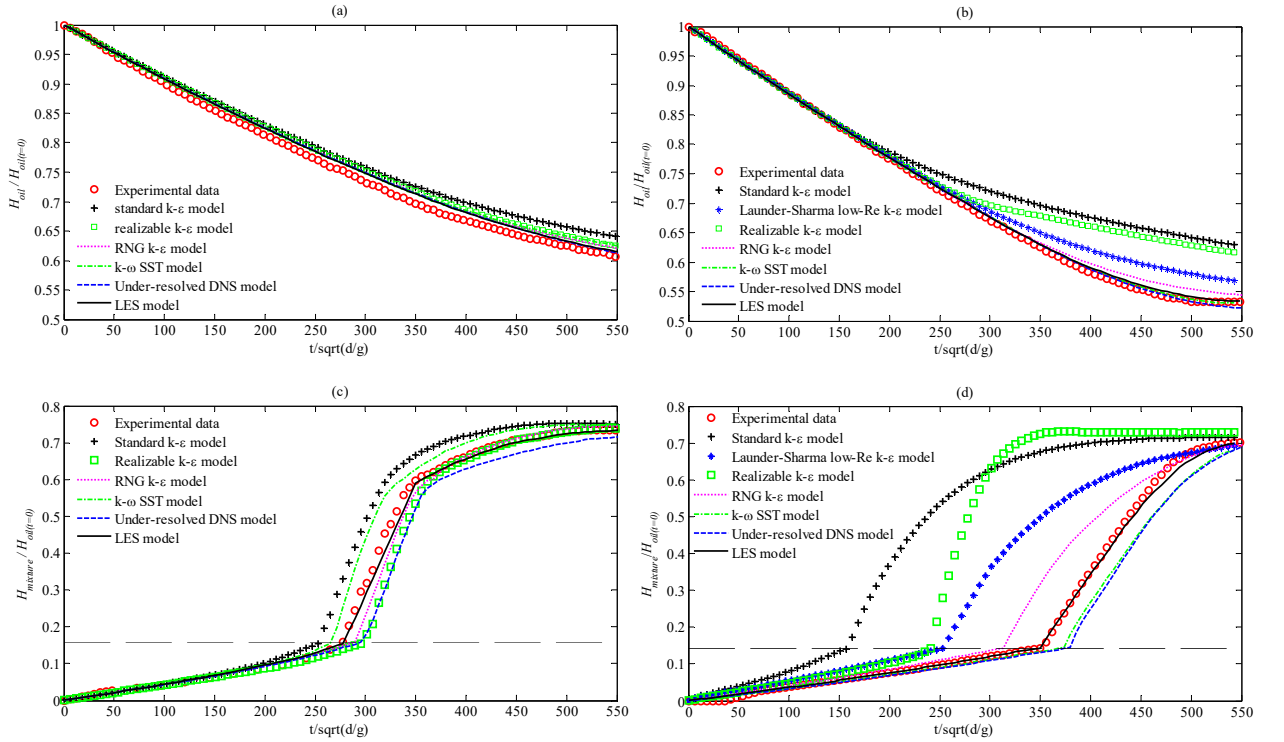 (a)
H_oil / H_oil(t=0)
1
0.95
0.9
0.85
0.8
0.75
0.7
0.65
0.6
0.55
0.5
Experimental data
standard k-ε model
realizable k-ε model
RNG k-ε model
k-ω SST model
Under-resolved DNS model
LES model
0 50 100 150 200 250 300 350 400 450 500 550
t/sqrt(d/g)
(b)
H_oil/H_oil(t=0)
1
0.95
0.9
0.85
0.8
0.75
0.7
0.65
0.6
0.55
0.5
Experimental data
Standard k-ε model
Launder-Sharma low-Re k-ε model
Realizable k-ε model
RNG k-ε model
k-ω SST model
Under-resolved DNS model
LES model
0 50 100 150 200 250 300 350 400 450 500 550
t/sqrt(d/g)
(c)
H_mixture / H_oil(t=0)
0.8
0.7
0.6
0.5
0.4
0.3
0.2
0.1
0
Experimental data
Standard k-ε model
Realizable k-ε model
RNG k-ε model
k-ω SST model
Under-resolved DNS model
LES model
0 50 100 150 200 250 300 350 400 450 500 550
t/sqrt(d/g)
(d)
H_mixture / H_oil(t=0)
0.8
0.7
0.6
0.5
0.4
0.3
0.2
0.1
0
Experimental data
Standard k-ε model
Launder-Sharma low-Re k-ε model
Realizable k-ε model
RNG k-ε model
k-ω SST model
Under-resolved DNS model
LES model
0 50 100 150 200 250 300 350 400 450 500 550
t/sqrt(d/g)